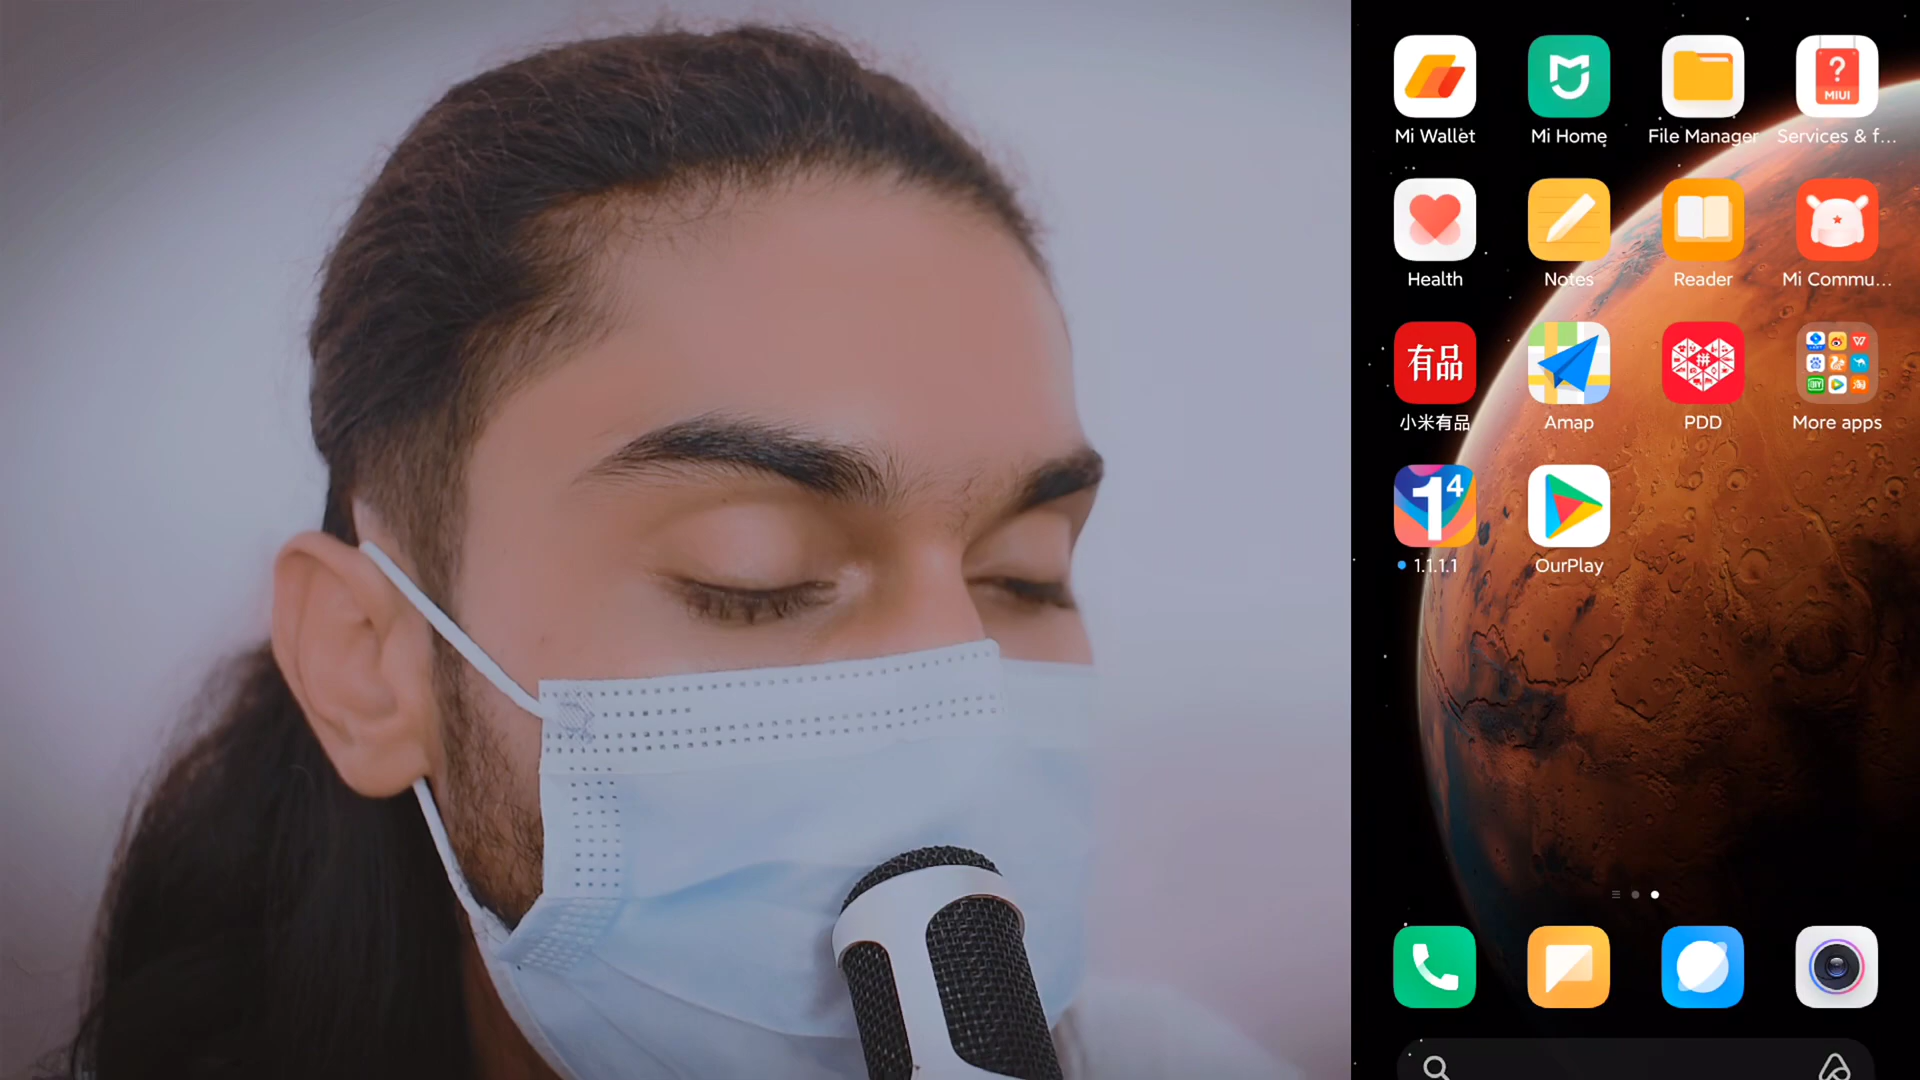 ?
MIUI
Mi Wallet
Mi Home
File Manager
Services & f...
Health
Notes
Reader
Mi Commu...
有品
拼
小米有品
Amap
PDD
More apps
1⁴
1.1.1.1
OurPlay